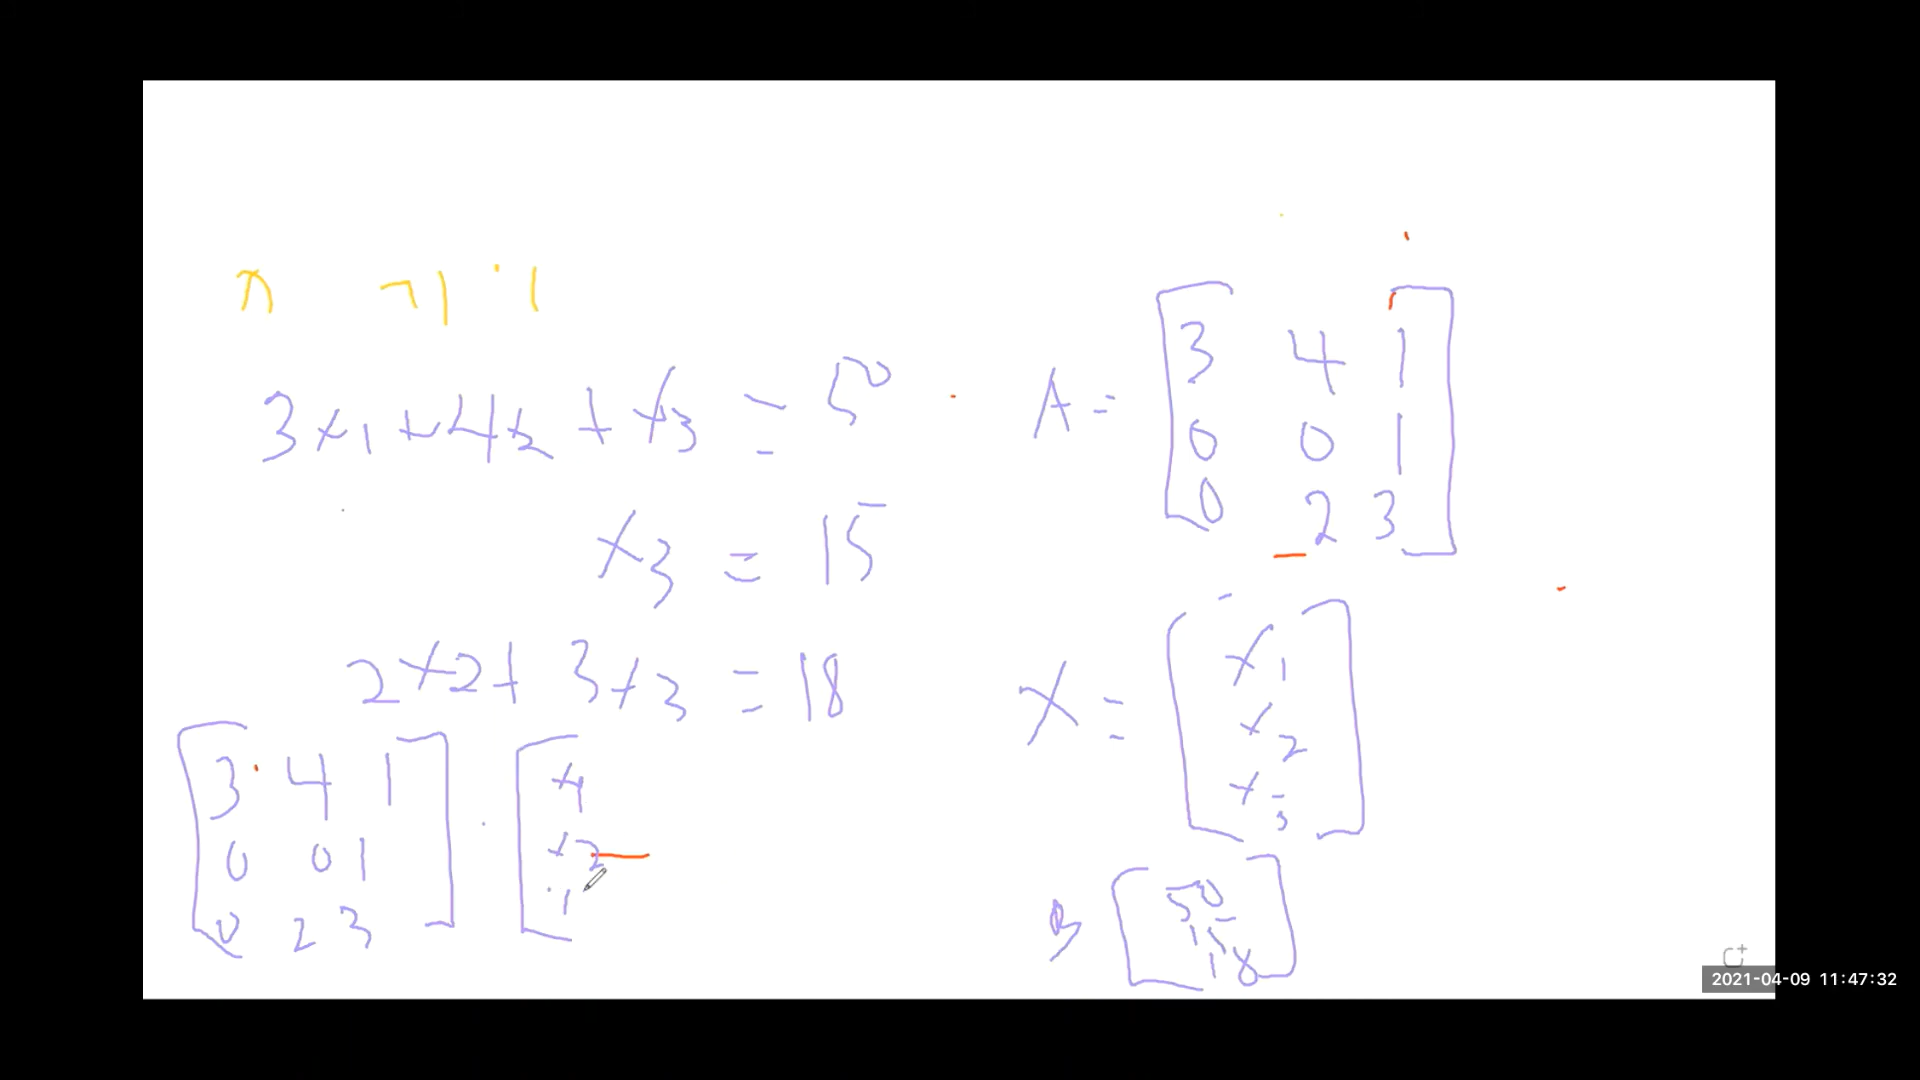 3x1 + 4x2 + x3 = 50
x3 = 15
2x2 + 3x3 = 18
3 4 1
0 0 1
0 2 3
x1
x2
A =
3 4 1
0 0 1
0 2 3
X =
x1
x2
x3
B
50
15
18
2021-04-09 11:47:32